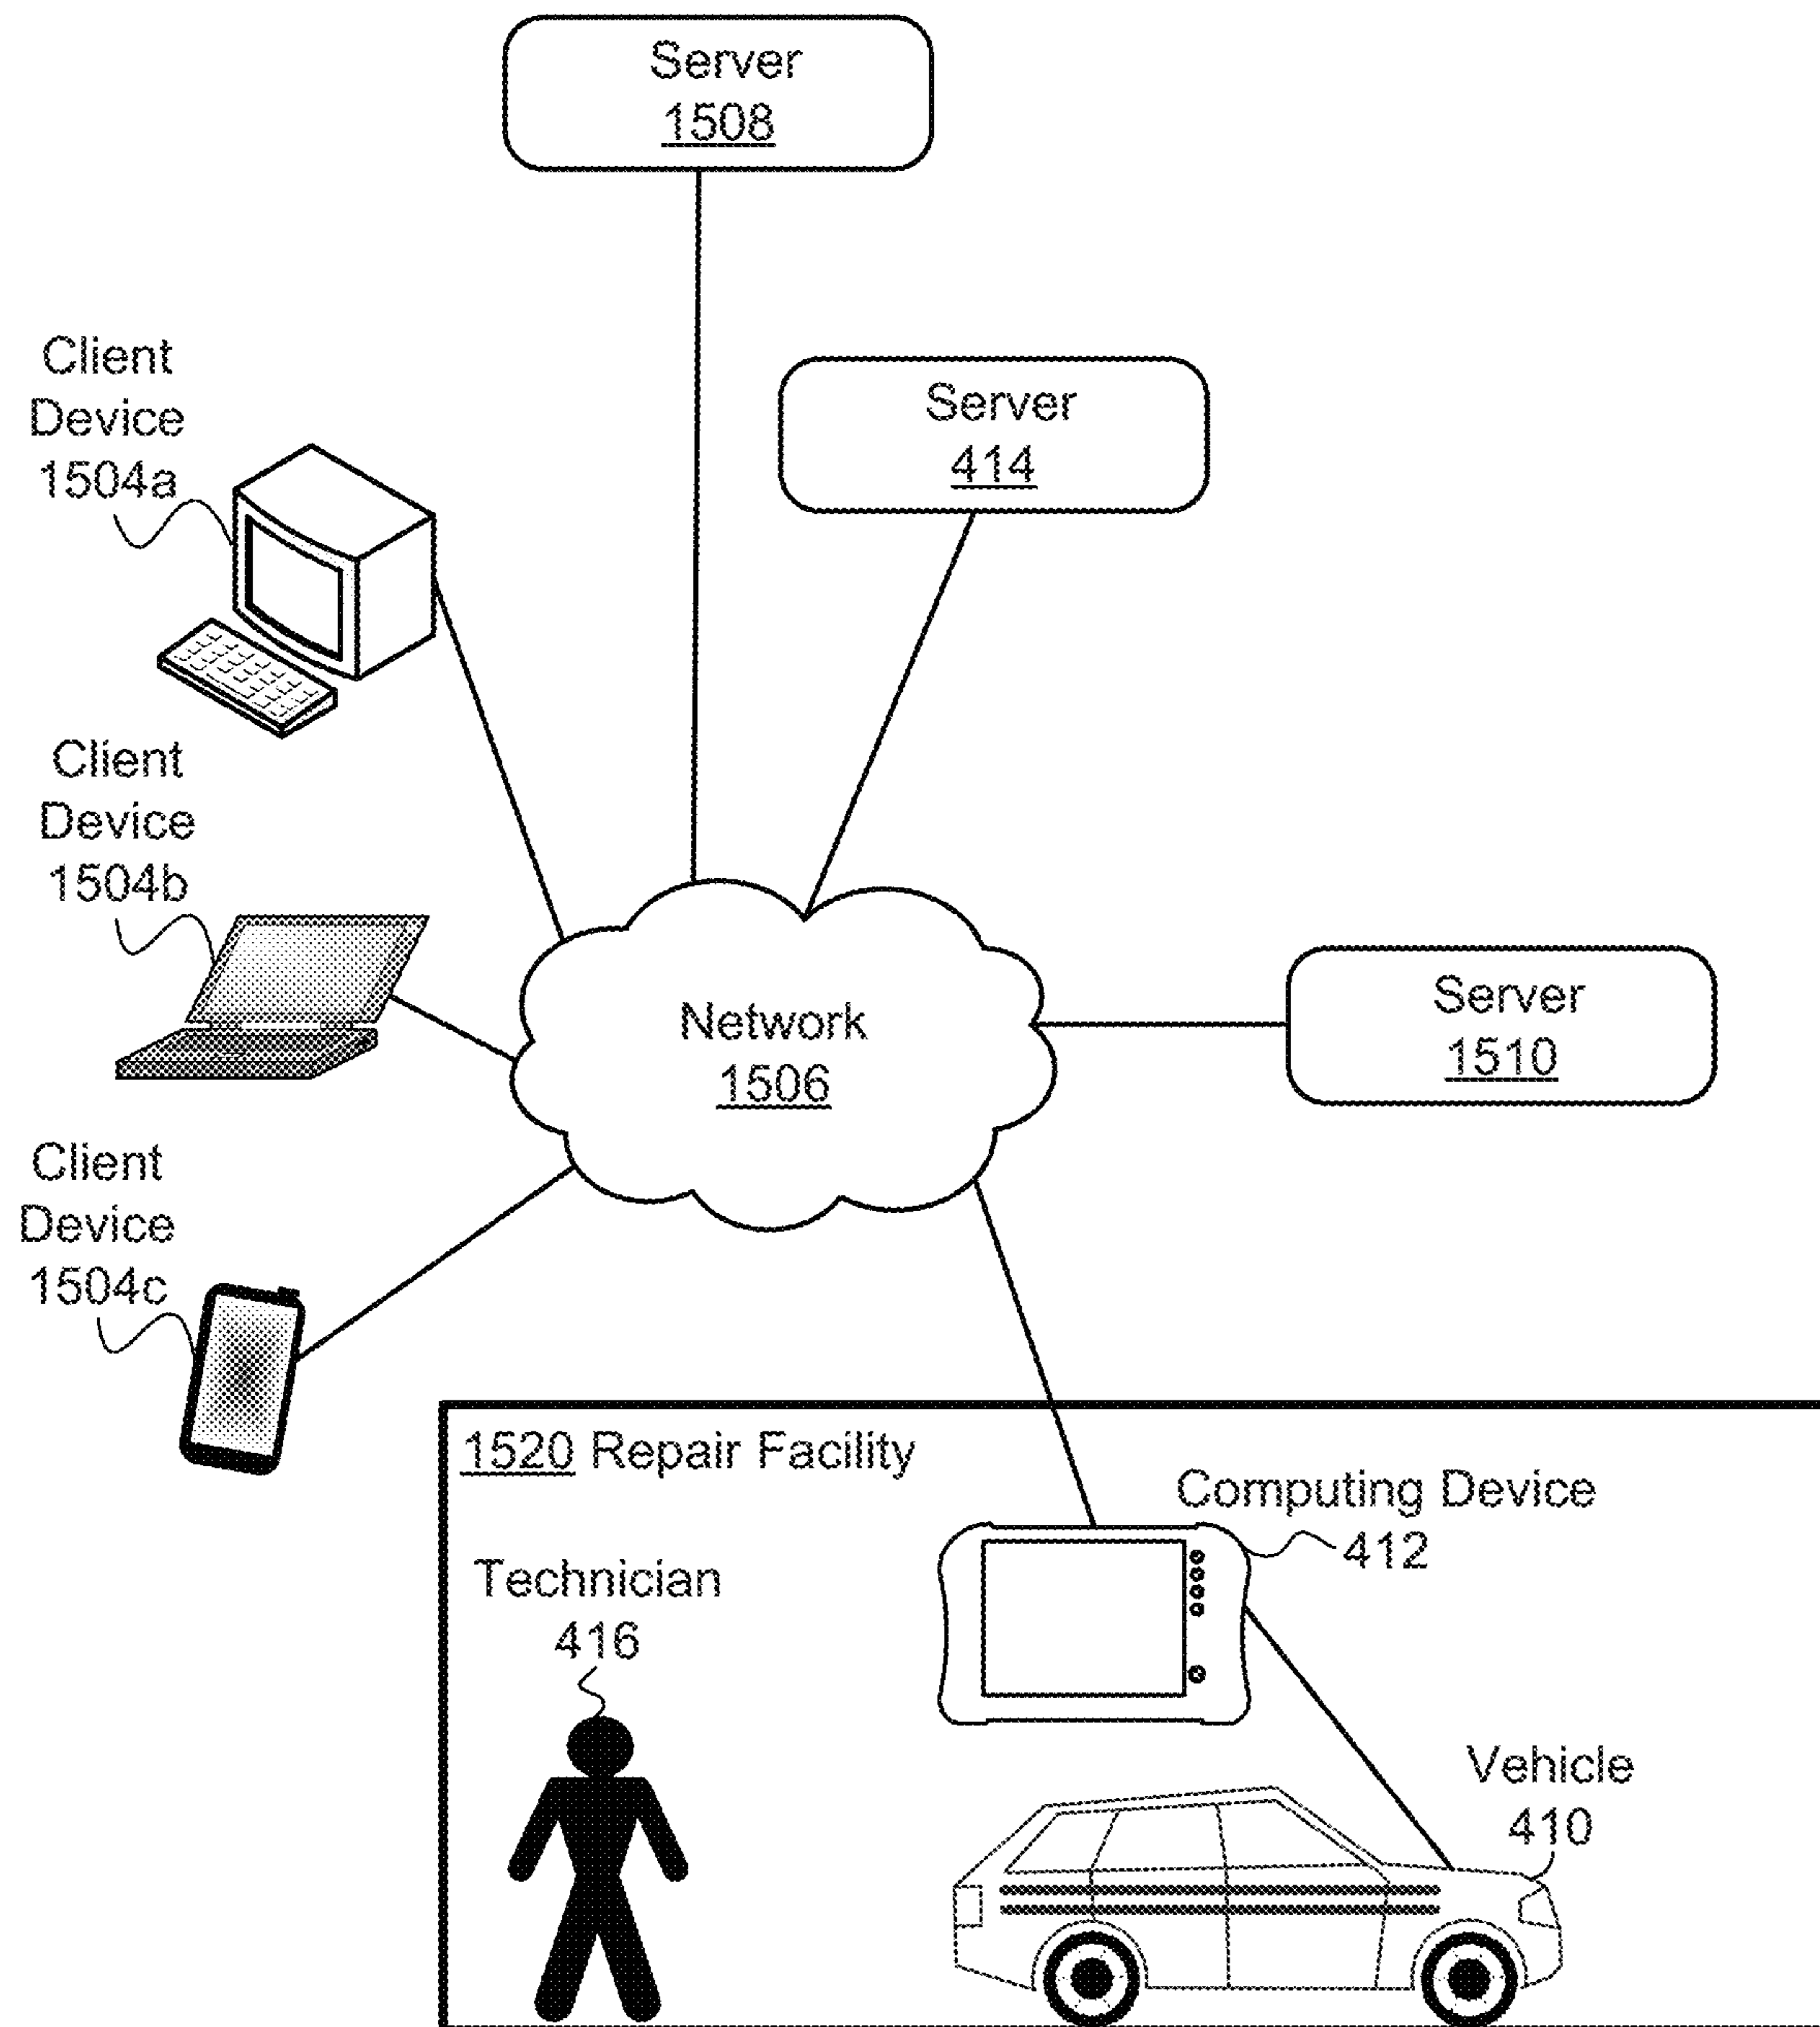 Server
1508
Client
Device
1504a
Server
414
Client
Device
1504b
Network
1506
Server
1510
Client
Device
1504c
1520 Repair Facility
Computing Device
412
Technician
416
Vehicle
410